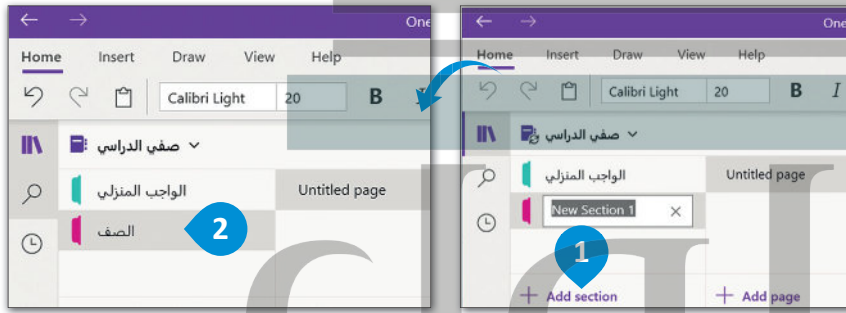 One
Home Insert Draw View Help
Calibri Light 20 B I
صفي الدراسي
الواجب المنزلي Untitled page
New Section 1
1
+ Add section + Add page
One
Home Insert Draw View Help
Calibri Light 20 B
صفي الدراسي
الواجب المنزلي Untitled page
الصف 2